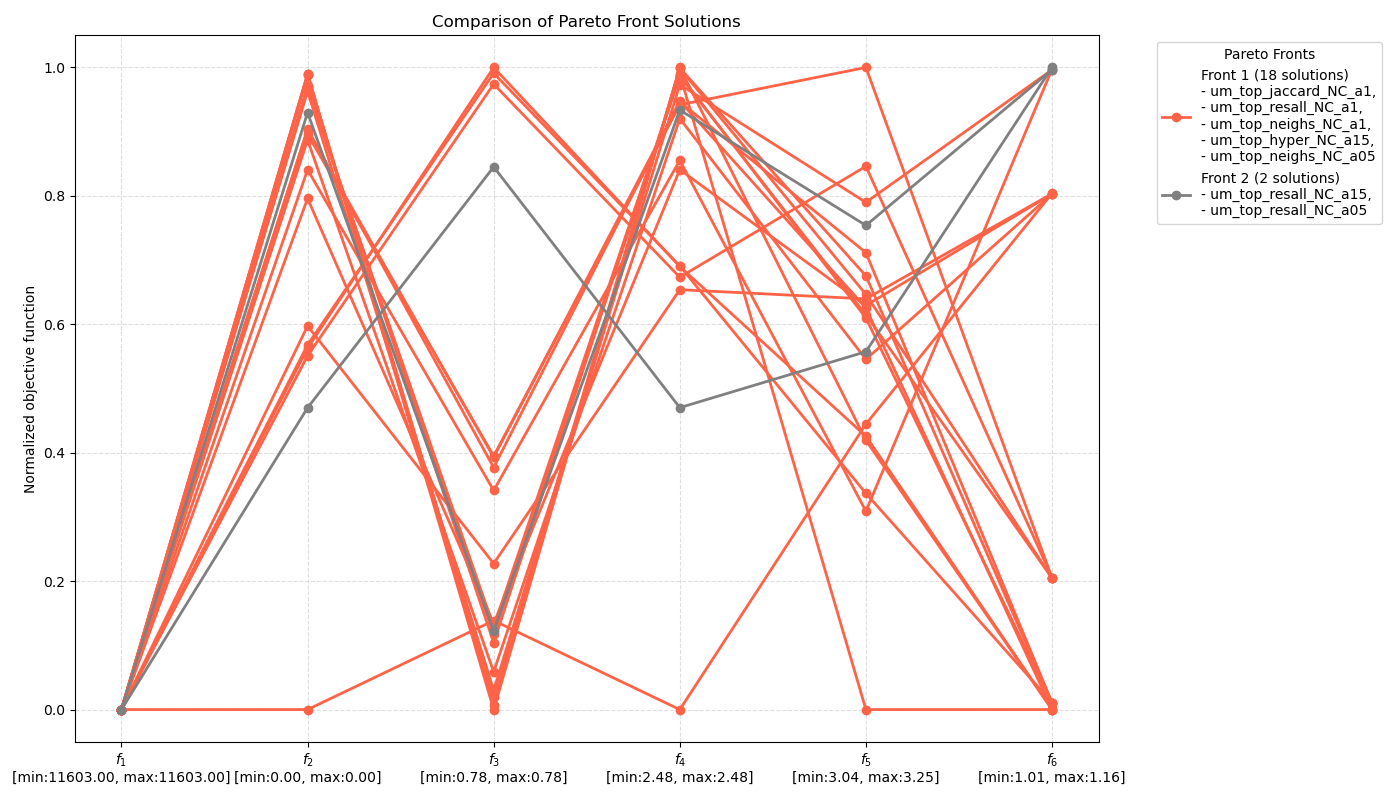 Comparison of Pareto Front Solutions
Normalized objective function
1.0
0.8
0.6
0.4
0.2
0.0
f1
[min:11603.00, max:11603.00]
f2
[min:0.00, max:0.00]
f3
[min:0.78, max:0.78]
f4
[min:2.48, max:2.48]
f5
[min:3.04, max:3.25]
f6
[min:1.01, max:1.16]
Pareto Fronts
Front 1 (18 solutions)
- um_top_jaccard_NC_a1,
- um_top_resall_NC_a1,
- um_top_neighs_NC_a1,
- um_top_hyper_NC_a15,
- um_top_neighs_NC_a05
Front 2 (2 solutions)
- um_top_resall_NC_a15,
- um_top_resall_NC_a05